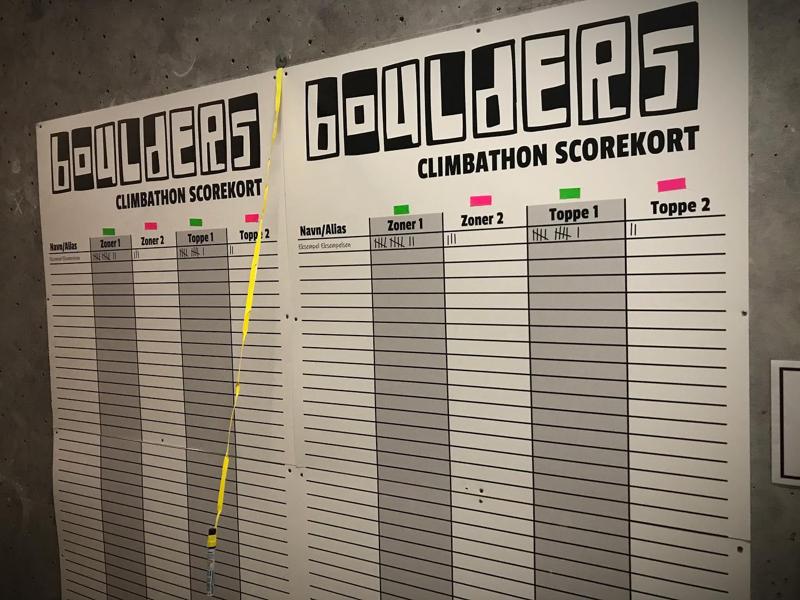 boulders
CLIMBATHON SCOREKORT
Navn/Alias Zoner 1 Zoner 2 Toppe 1 Toppe 2
boulders
CLIMBATHON SCOREKORT
Navn/Alias Zoner 1 Zoner 2 Toppe 1 Toppe 2
Eksempel Eksempelsen